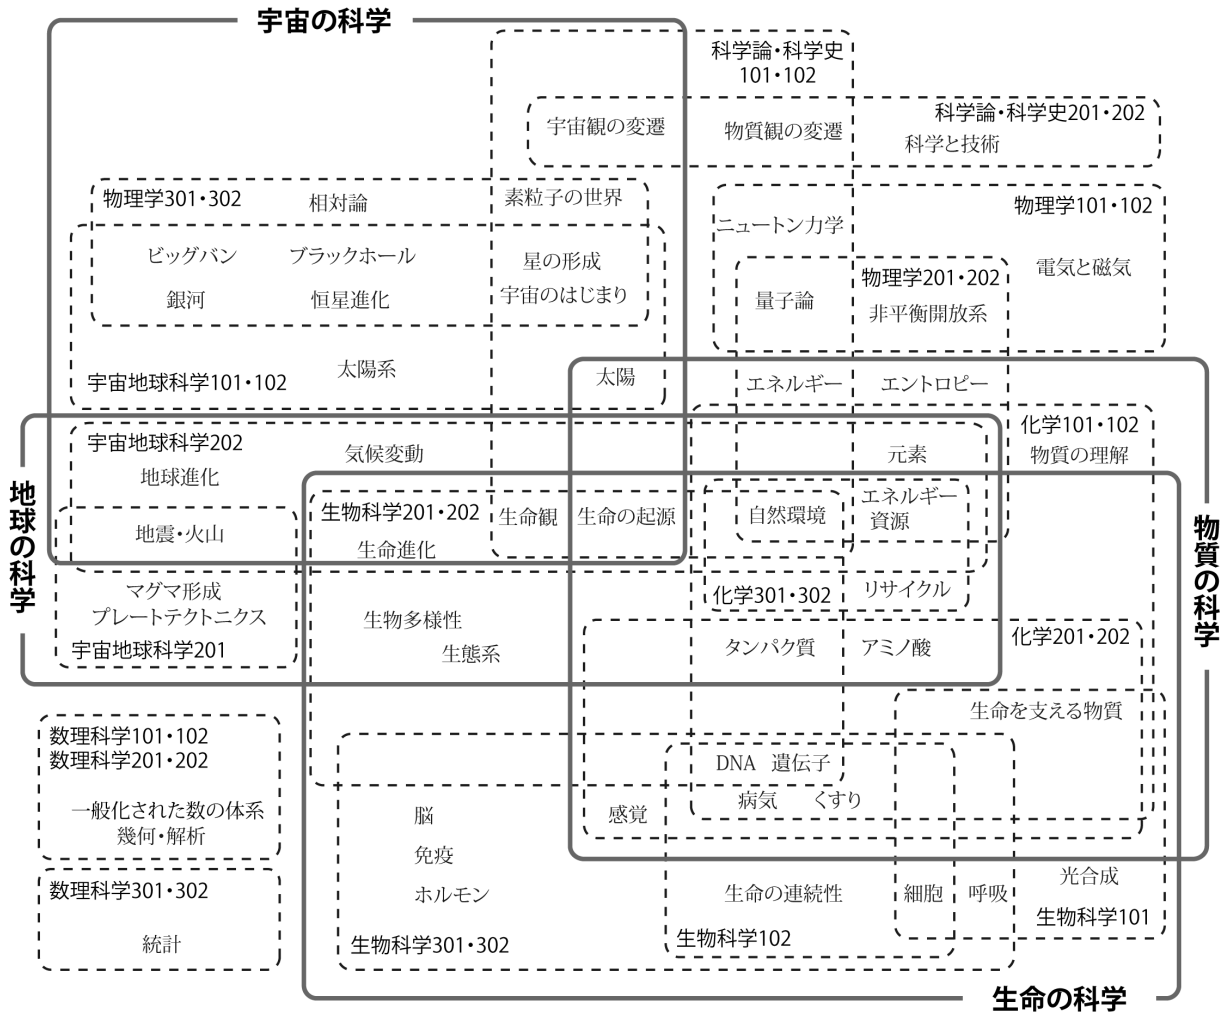 宇宙の科学
科学論・科学史
101・102
科学論・科学史201・202
宇宙観の変遷
物質観の変遷
科学と技術
物理学301・302
相対論
素粒子の世界
物理学101・102
ニュートン力学
ビッグバン
ブラックホール
星の形成
電気と磁気
物理学201・202
銀河
恒星進化
宇宙のはじまり
量子論
非平衡開放系
太陽系
宇宙地球科学101・102
太陽
エネルギー
エントロピー
化学101・102
宇宙地球科学202
気候変動
元素
物質の理解
地球進化
地球の科学
生物科学201・202
生命観
生命の起源
自然環境
エネルギー
資源
地震・火山
生命進化
物質の科学
マグマ形成
プレートテクトニクス
宇宙地球科学201
化学301・302
リサイクル
生物多様性
生態系
タンパク質
アミノ酸
化学201・202
生命を支える物質
数理科学101・102
数理科学201・202
一般化された数の体系
幾何・解析
DNA 遺伝子
病気 くすり
感覚
脳
免疫
ホルモン
生物科学301・302
数理科学301・302
統計
生命の連続性
細胞
呼吸
光合成
生物科学101
生物科学102
生命の科学